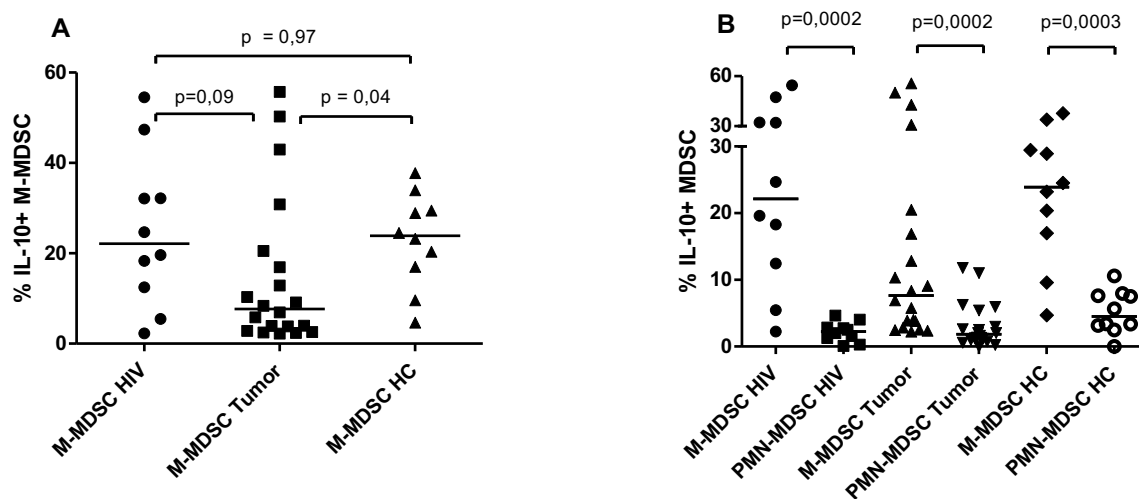 A
p = 0,97
p=0,09
p = 0,04
% IL-10+ M-MDSC
60
40
20
0
M-MDSC HIV
M-MDSC Tumor
M-MDSC HC
B
p=0,0002
p=0,0002
p=0,0003
% IL-10+ MDSC
60
30
30
20
10
0
M-MDSC HIV
PMN-MDSC HIV
M-MDSC Tumor
PMN-MDSC Tumor
M-MDSC HC
PMN-MDSC HC